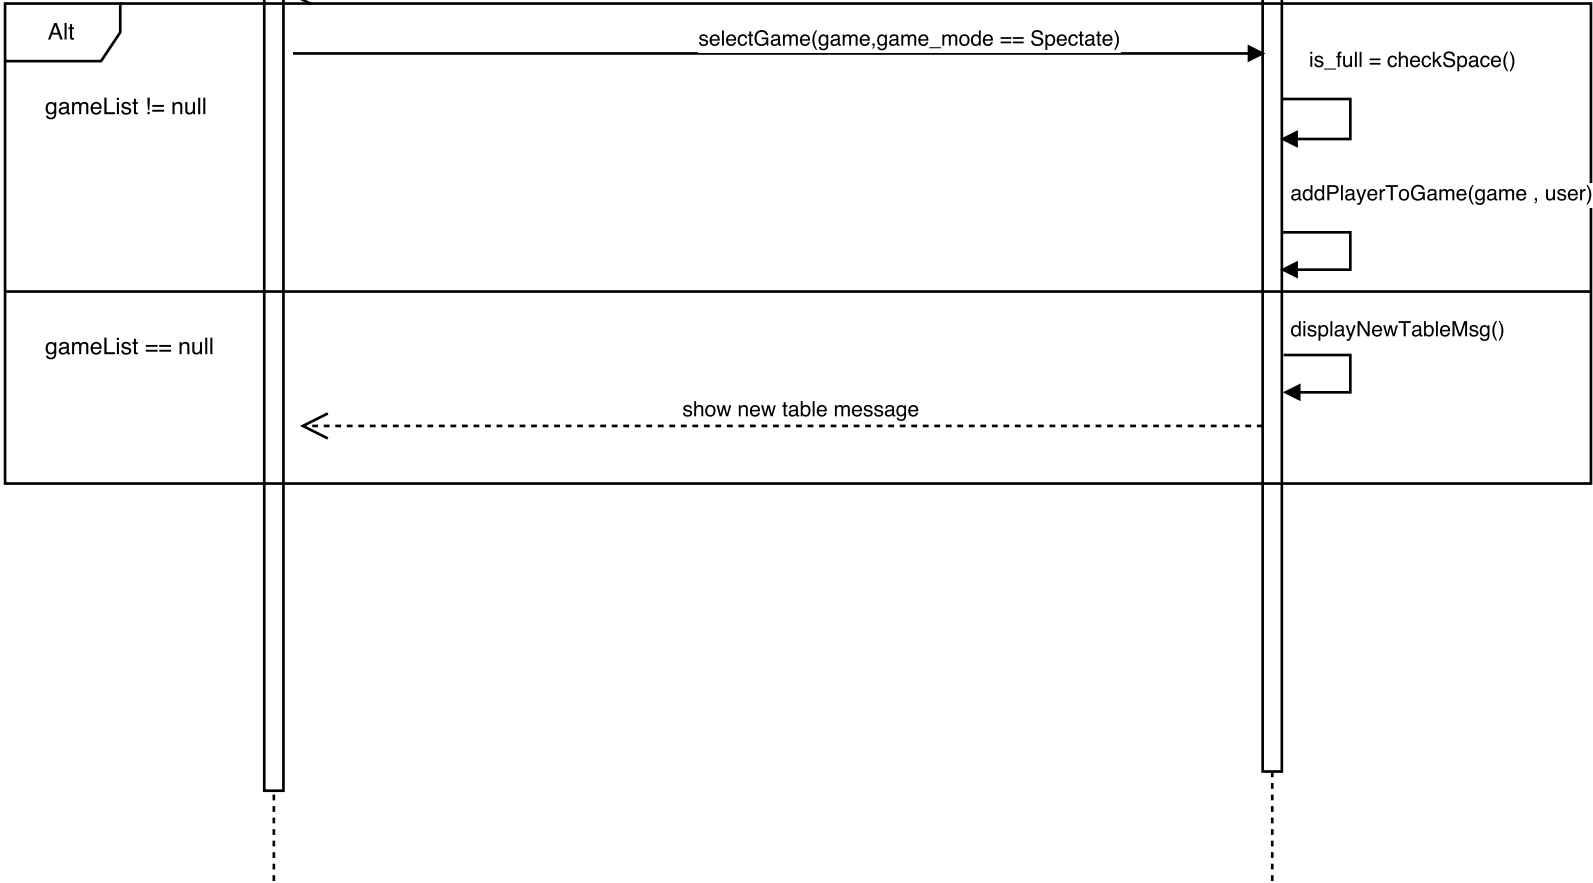 Alt
selectGame(game,game_mode == Spectate)
is_full = checkSpace()
gameList != null
addPlayerToGame(game , user)
displayNewTableMsg()
gameList == null
show new table message